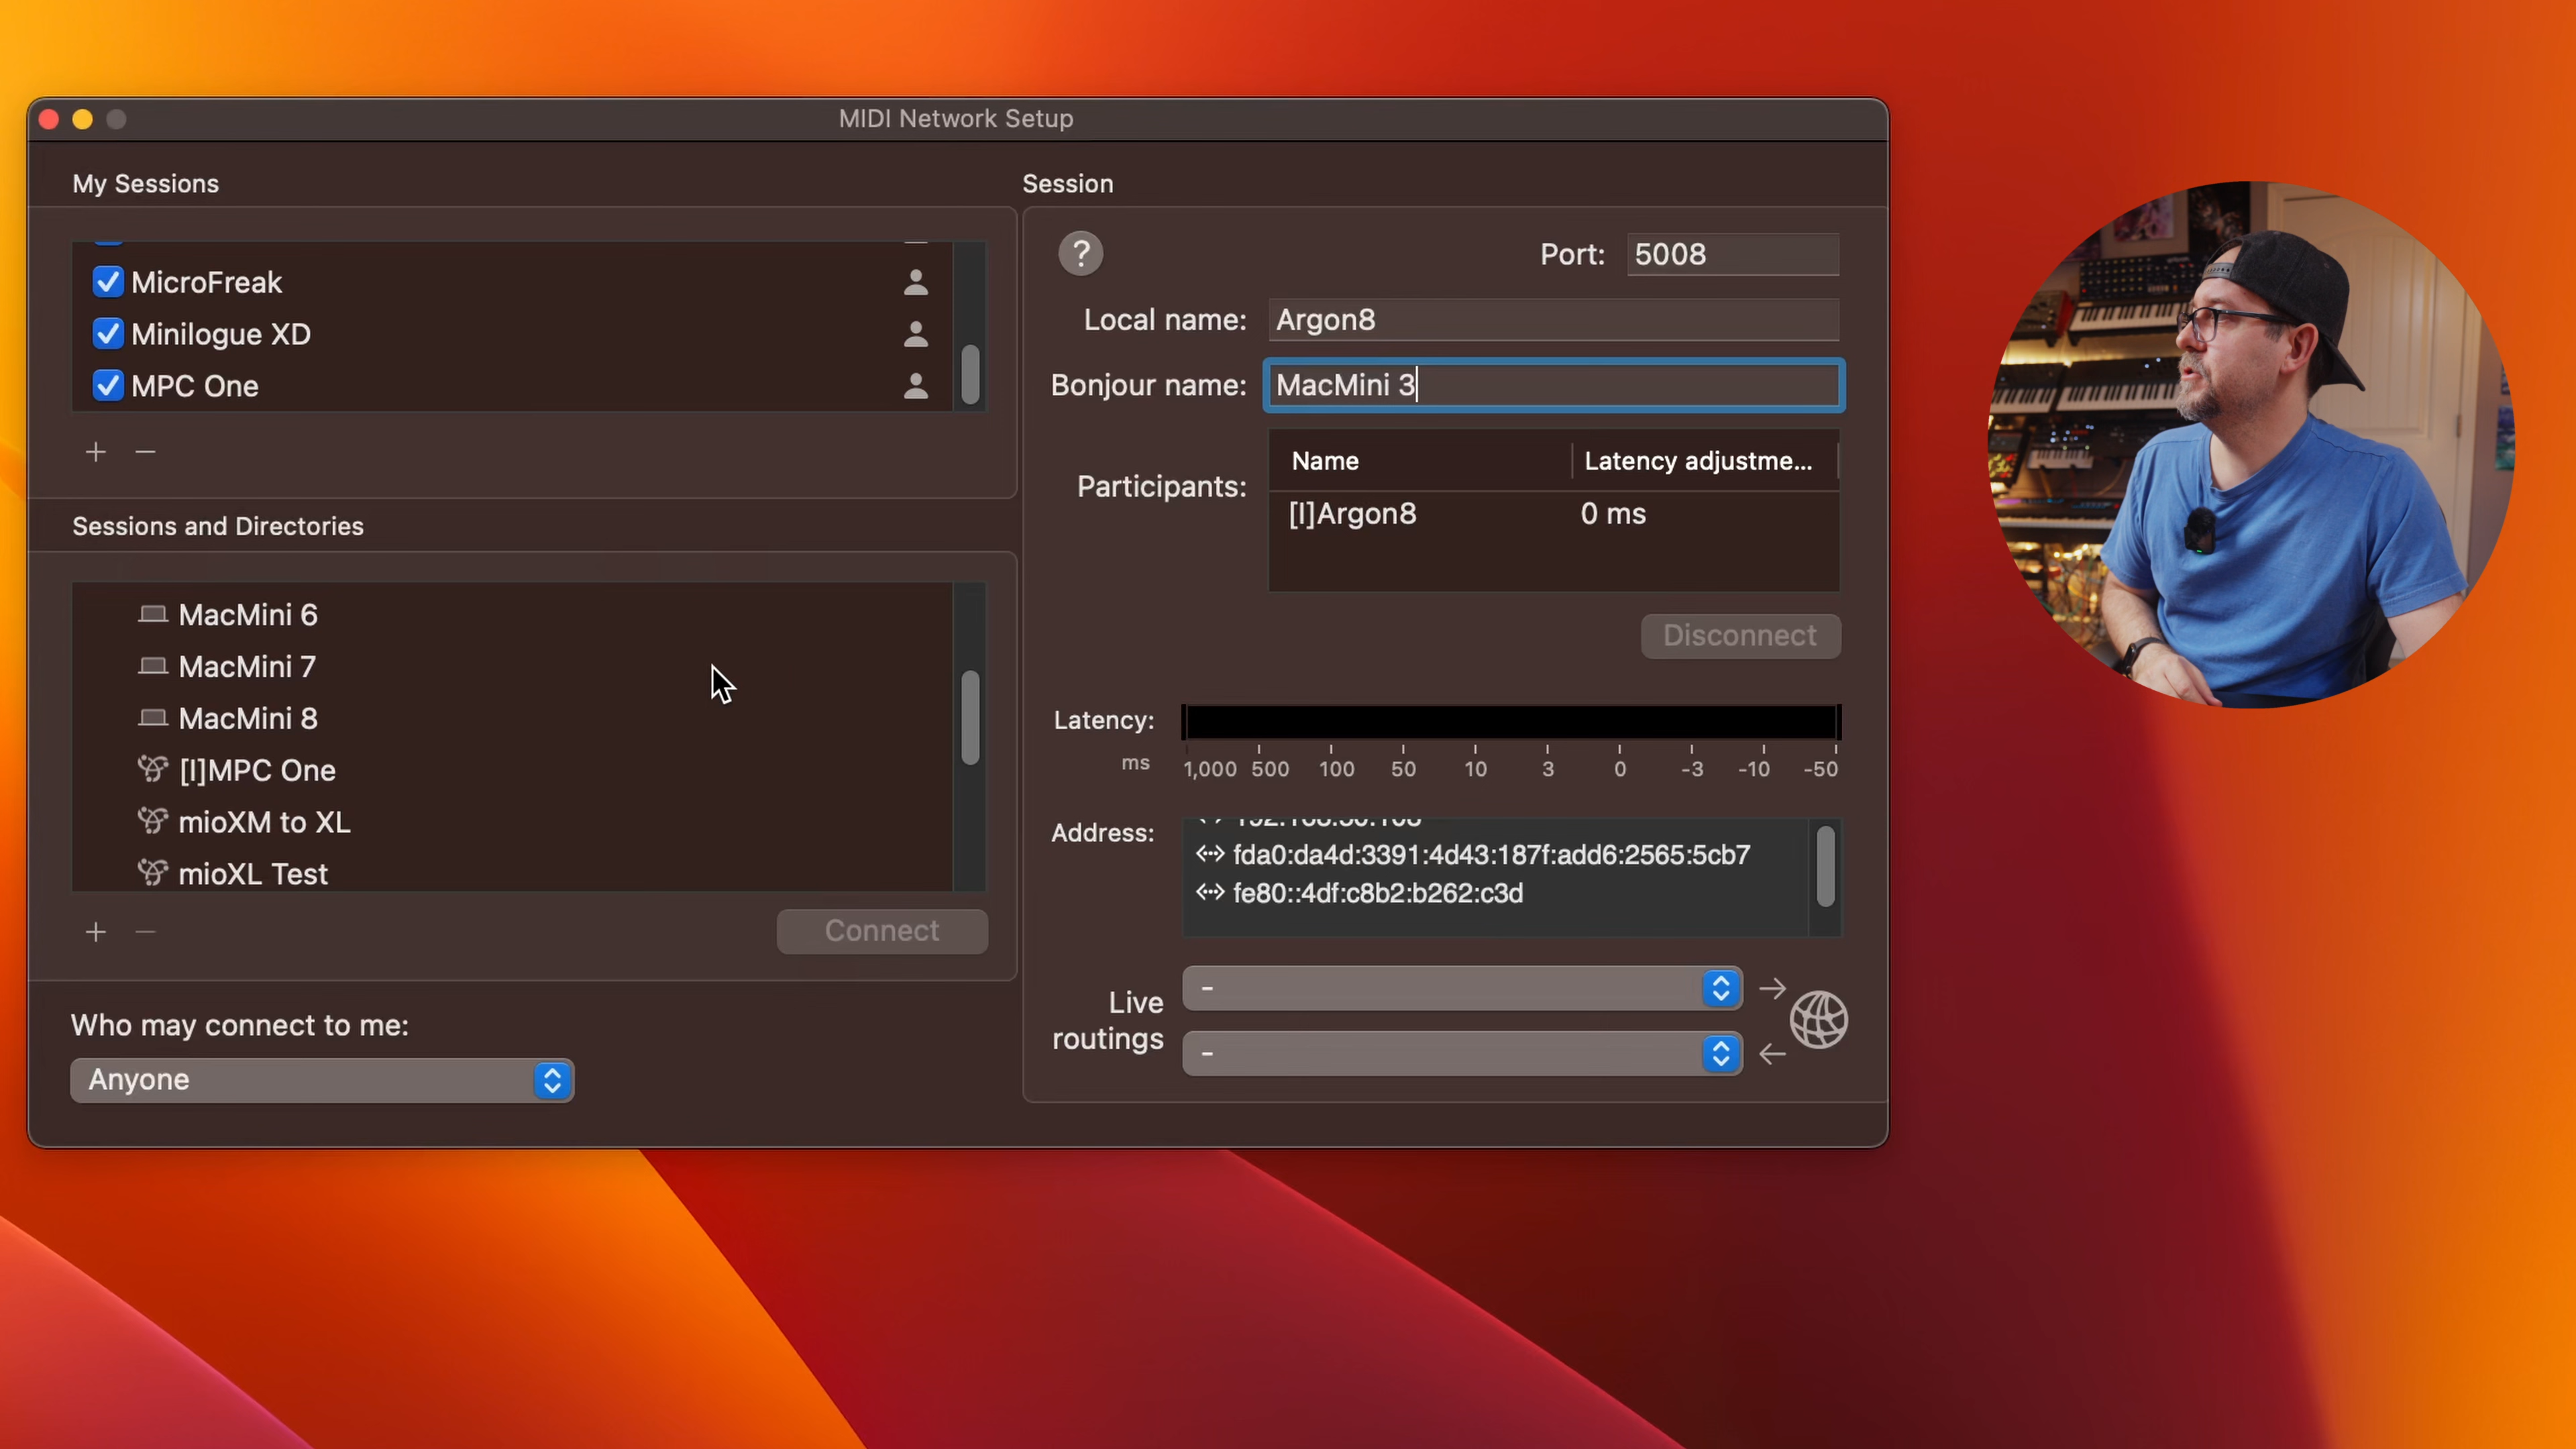 MIDI Network Setup
My Sessions
MicroFreak
Minilogue XD
MPC One
Sessions and Directories
MacMini 6
MacMini 7
MacMini 8
[I]MPC One
mioXM to XL
mioXL Test
Connect
Who may connect to me:
Anyone
Session
?
Port: 5008
Local name: Argon8
Bonjour name: MacMini 3
Participants:
Name Latency adjustme...
[I]Argon8 0 ms
Disconnect
Latency:
ms 1,000 500 100 50 10 3 0 -3 -10 -50
Address:
fda0:da4d:3391:4d43:187f:add6:2565:5cb7
fe80::4df:c8b2:b262:c3d
Live routings
-
-